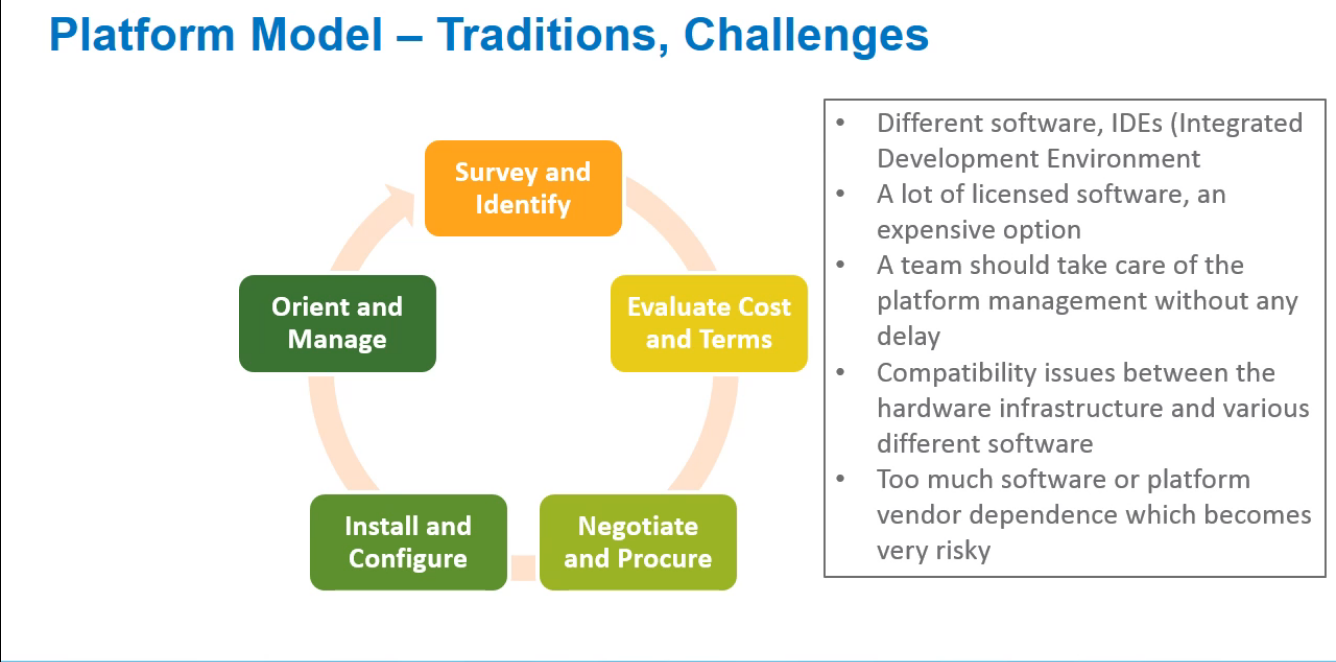 Platform Model – Traditions, Challenges
Survey and
Identify
Evaluate Cost
and Terms
Negotiate
and Procure
Install and
Configure
Orient and
Manage
• Different software, IDEs (Integrated
Development Environment
• A lot of licensed software, an
expensive option
• A team should take care of the
platform management without any
delay
• Compatibility issues between the
hardware infrastructure and various
different software
• Too much software or platform
vendor dependence which becomes
very risky